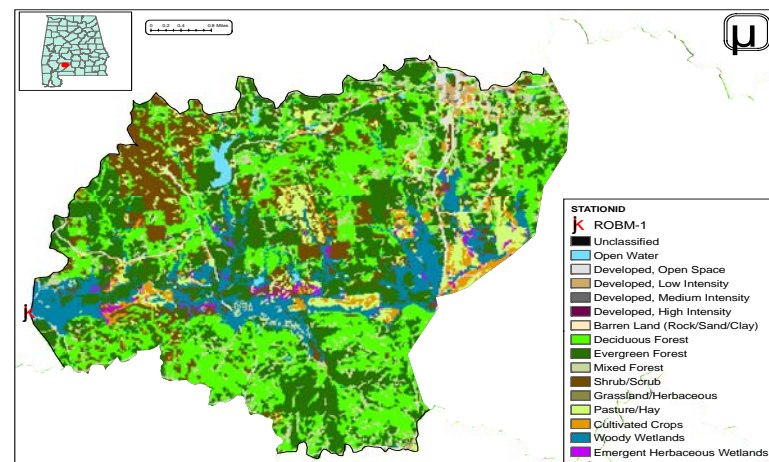 0 0.2 0.4 0.8 Miles
µ
STATIONID
jk ROBM-1
Unclassified
Open Water
Developed, Open Space
Developed, Low Intensity
Developed, Medium Intensity
Developed, High Intensity
Barren Land (Rock/Sand/Clay)
Deciduous Forest
Evergreen Forest
Mixed Forest
Shrub/Scrub
Grassland/Herbaceous
Pasture/Hay
Cultivated Crops
Woody Wetlands
Emergent Herbaceous Wetlands
jk